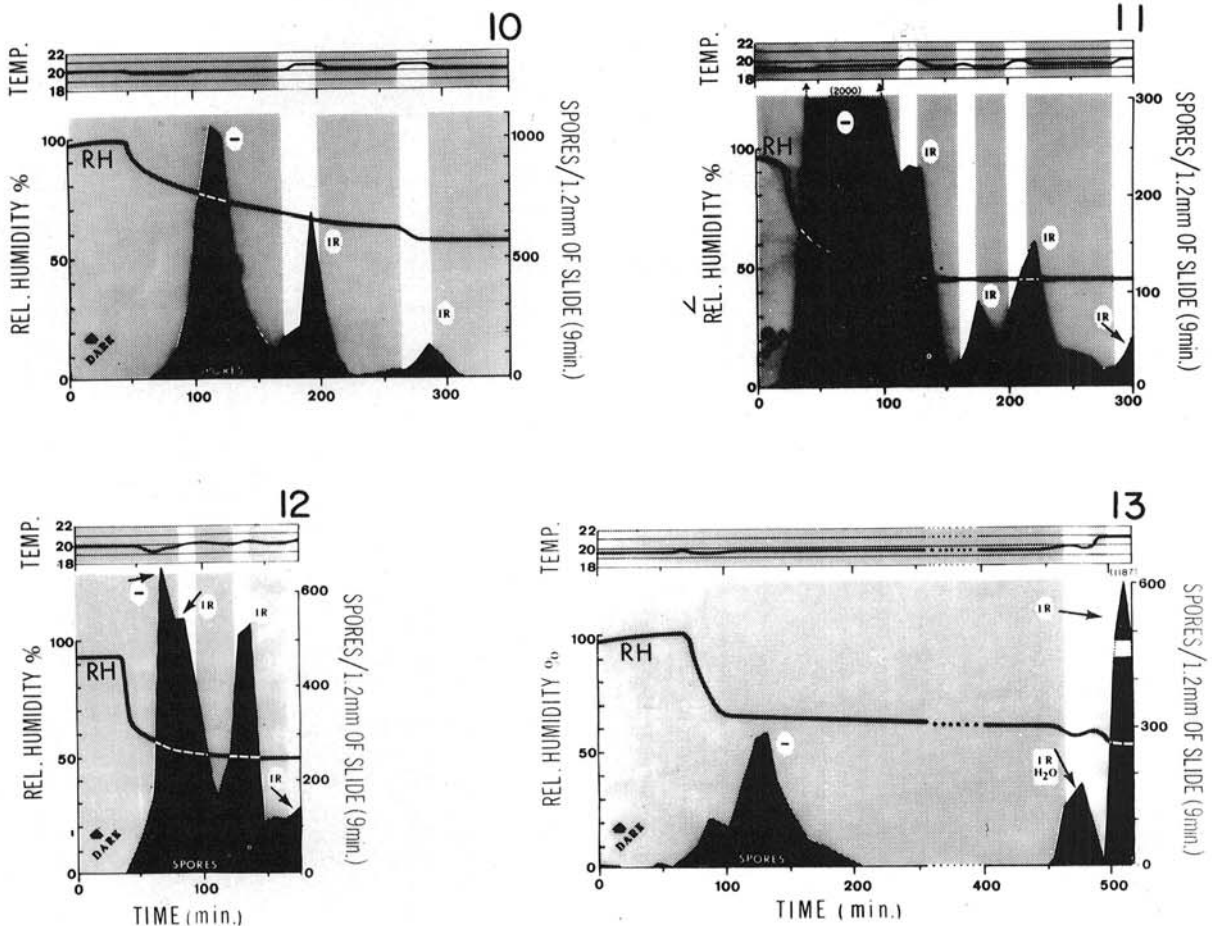 10
TEMP.
22
21
20
18
REL. HUMIDITY %
100
50
0
RH
–
IR
IR
DARK
SPORES
1000
500
0
SPORES/1.2mm OF SLIDE (9min.)
0 100 200 300
11
TEMP.
22
20
18
REL. HUMIDITY %
100
50
0
RH
(2000)
–
IR
IR
IR
IR
300
200
100
0
SPORES/1.2mm OF SLIDE (9min.)
0 100 200 300
12
TEMP.
22
20
18
REL. HUMIDITY %
100
50
0
RH
–
IR
IR
IR
DARK
SPORES
600
400
200
0
SPORES/1.2mm OF SLIDE (9min.)
0 100
TIME (min.)
13
TEMP.
22
21
20
18
REL. HUMIDITY %
100
50
0
RH
–
(1187)
IR
IR
H₂O
DARK
SPORES
600
300
0
SPORES/1.2mm OF SLIDE (9min.)
0 100 200 400 500
TIME (min.)